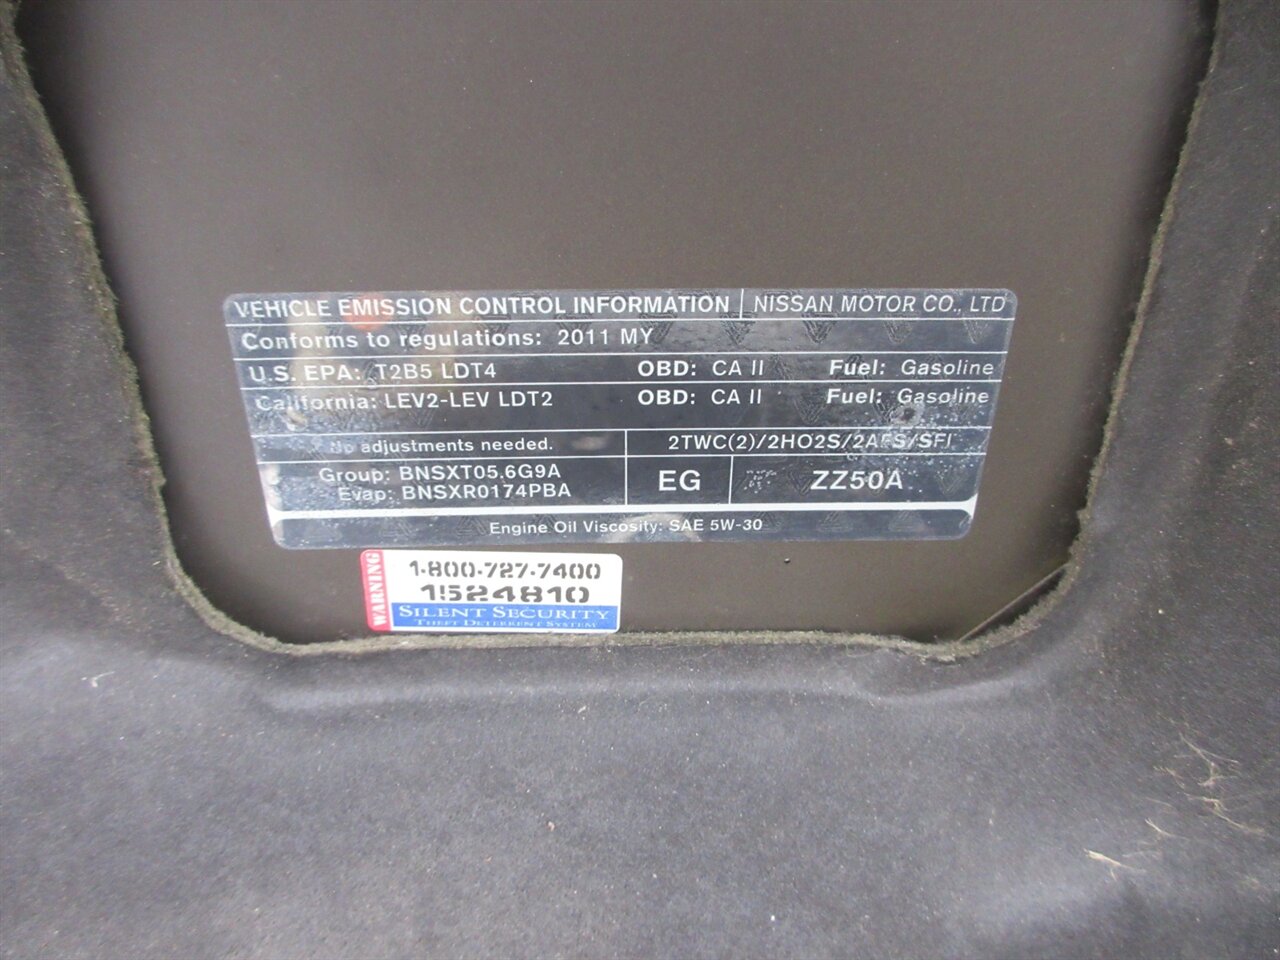 VEHICLE EMISSION CONTROL INFORMATION | NISSAN MOTOR CO., LTD
Conforms to regulations: 2011 MY
U.S. EPA: T2B5 LDT4 OBD: CA II Fuel: Gasoline
California: LEV2-LEV LDT2 OBD: CA II Fuel: Gasoline
No adjustments needed. 2TWC(2)/2HO2S/2AFS/SFI
Group: BNSXT05.6G9A
Evap: BNSXR0174PBA
EG ZZ50A
Engine Oil Viscosity: SAE 5W-30
WARNING
1-800-727-7400
1524810
SILENT SECURITY
THEFT DETERRENT SYSTEM